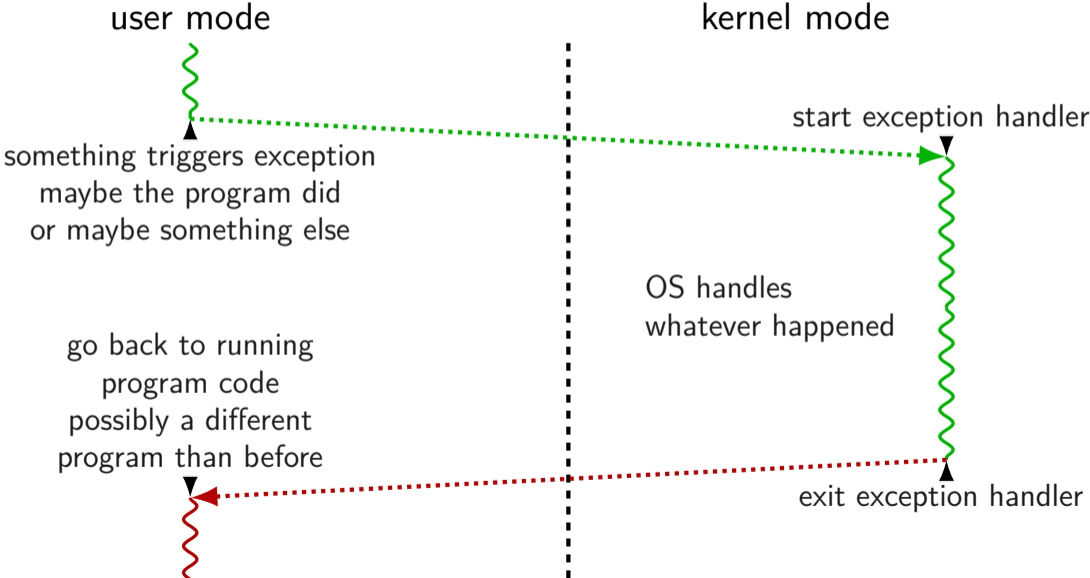 user mode
kernel mode
start exception handler
something triggers exception
maybe the program did
or maybe something else
OS handles
whatever happened
go back to running
program code
possibly a different
program than before
exit exception handler